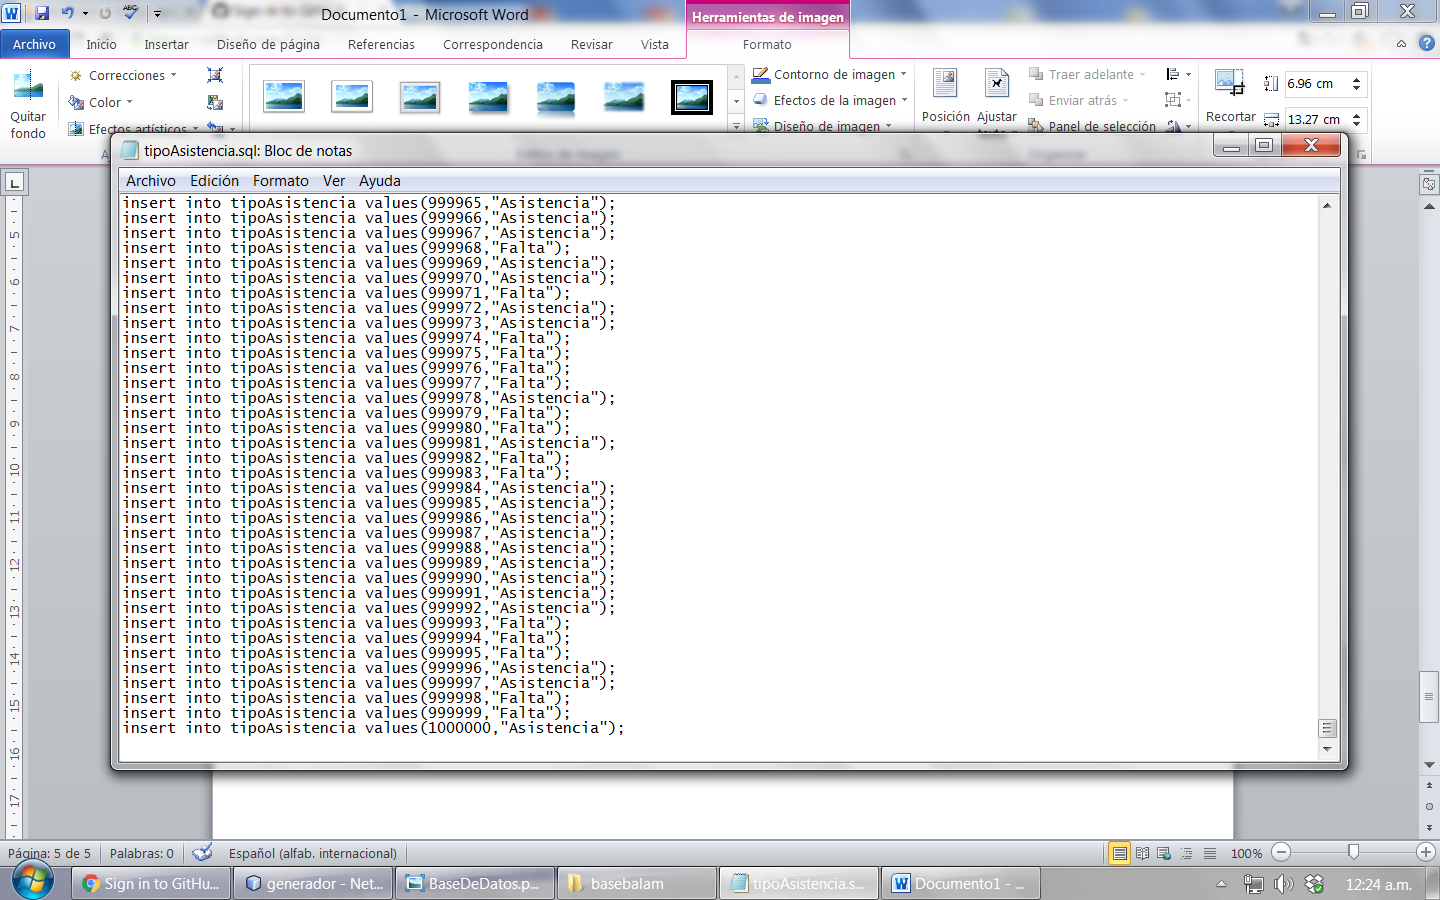 Documento1 - Microsoft Word
Herramientas de imagen
Archivo
Inicio
Insertar
Diseño de página
Referencias
Correspondencia
Revisar
Vista
Formato
Quitar fondo
Correcciones
Color
Efectos artísticos
Contorno de imagen
Efectos de la imagen
Diseño de imagen
Posición
Ajustar
Traer adelante
Enviar atrás
Panel de selección
Recortar
6.96 cm
13.27 cm
tipoAsistencia.sql: Bloc de notas
Archivo Edición Formato Ver Ayuda
insert into tipoAsistencia values(999965,"Asistencia");
insert into tipoAsistencia values(999966,"Asistencia");
insert into tipoAsistencia values(999967,"Asistencia");
insert into tipoAsistencia values(999968,"Falta");
insert into tipoAsistencia values(999969,"Asistencia");
insert into tipoAsistencia values(999970,"Asistencia");
insert into tipoAsistencia values(999971,"Falta");
insert into tipoAsistencia values(999972,"Asistencia");
insert into tipoAsistencia values(999973,"Asistencia");
insert into tipoAsistencia values(999974,"Falta");
insert into tipoAsistencia values(999975,"Falta");
insert into tipoAsistencia values(999976,"Falta");
insert into tipoAsistencia values(999977,"Falta");
insert into tipoAsistencia values(999978,"Asistencia");
insert into tipoAsistencia values(999979,"Falta");
insert into tipoAsistencia values(999980,"Falta");
insert into tipoAsistencia values(999981,"Asistencia");
insert into tipoAsistencia values(999982,"Falta");
insert into tipoAsistencia values(999983,"Falta");
insert into tipoAsistencia values(999984,"Asistencia");
insert into tipoAsistencia values(999985,"Asistencia");
insert into tipoAsistencia values(999986,"Asistencia");
insert into tipoAsistencia values(999987,"Asistencia");
insert into tipoAsistencia values(999988,"Asistencia");
insert into tipoAsistencia values(999989,"Asistencia");
insert into tipoAsistencia values(999990,"Asistencia");
insert into tipoAsistencia values(999991,"Asistencia");
insert into tipoAsistencia values(999992,"Asistencia");
insert into tipoAsistencia values(999993,"Falta");
insert into tipoAsistencia values(999994,"Falta");
insert into tipoAsistencia values(999995,"Falta");
insert into tipoAsistencia values(999996,"Asistencia");
insert into tipoAsistencia values(999997,"Asistencia");
insert into tipoAsistencia values(999998,"Falta");
insert into tipoAsistencia values(999999,"Falta");
insert into tipoAsistencia values(1000000,"Asistencia");
5
6
7
8
9
10
11
12
13
14
15
16
17
Página: 5 de 5
Palabras: 0
Español (alfab. internacional)
100%
Sign in to GitHu...
generador - Net...
BaseDeDatos.p...
basebalam
tipoAsistencia.s...
Documento1 - ...
12:24 a.m.